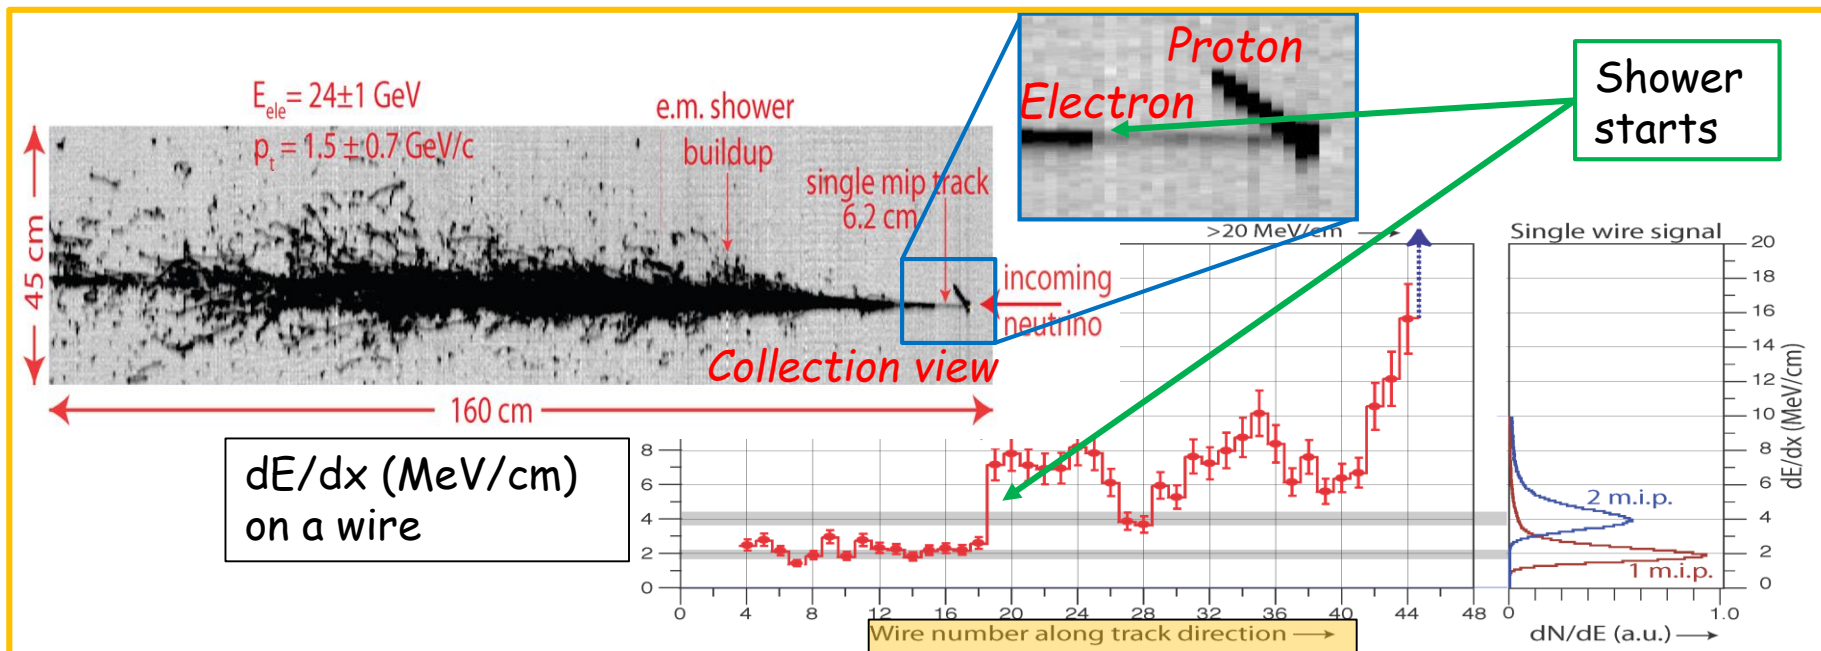 E_ele = 24±1 GeV
p_t = 1.5 ± 0.7 GeV/c
e.m. shower
buildup
single mip track
6.2 cm
45 cm
160 cm
incoming
neutrino
Collection view
Proton
Electron
Shower
starts
dE/dx (MeV/cm)
on a wire
>20 MeV/cm
8
6
4
2
0
0 4 8 12 16 20 24 28 32 36 40 44 48
Wire number along track direction
Single wire signal
20
18
16
14
12
10
8
6
4
2
0
dE/dx (MeV/cm)
2 m.i.p.
1 m.i.p.
0 1.0
dN/dE (a.u.)